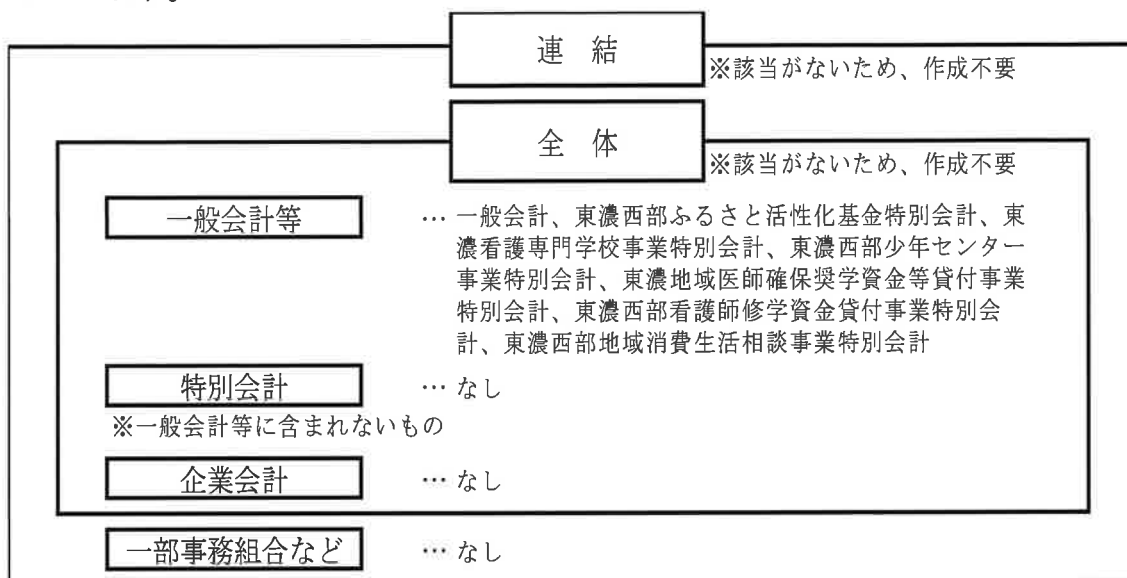 連 結
※該当がないため、作成不要
全 体
※該当がないため、作成不要
一般会計等 … 一般会計、東濃西部ふるさと活性化基金特別会計、東
濃看護専門学校事業特別会計、東濃西部少年センター
事業特別会計、東濃地域医師確保奨学資金等貸付事業
特別会計、東濃西部看護師修学資金貸付事業特別会
計、東濃西部地域消費生活相談事業特別会計
特別会計 … なし
※一般会計等に含まれないもの
企業会計 … なし
一部事務組合など … なし